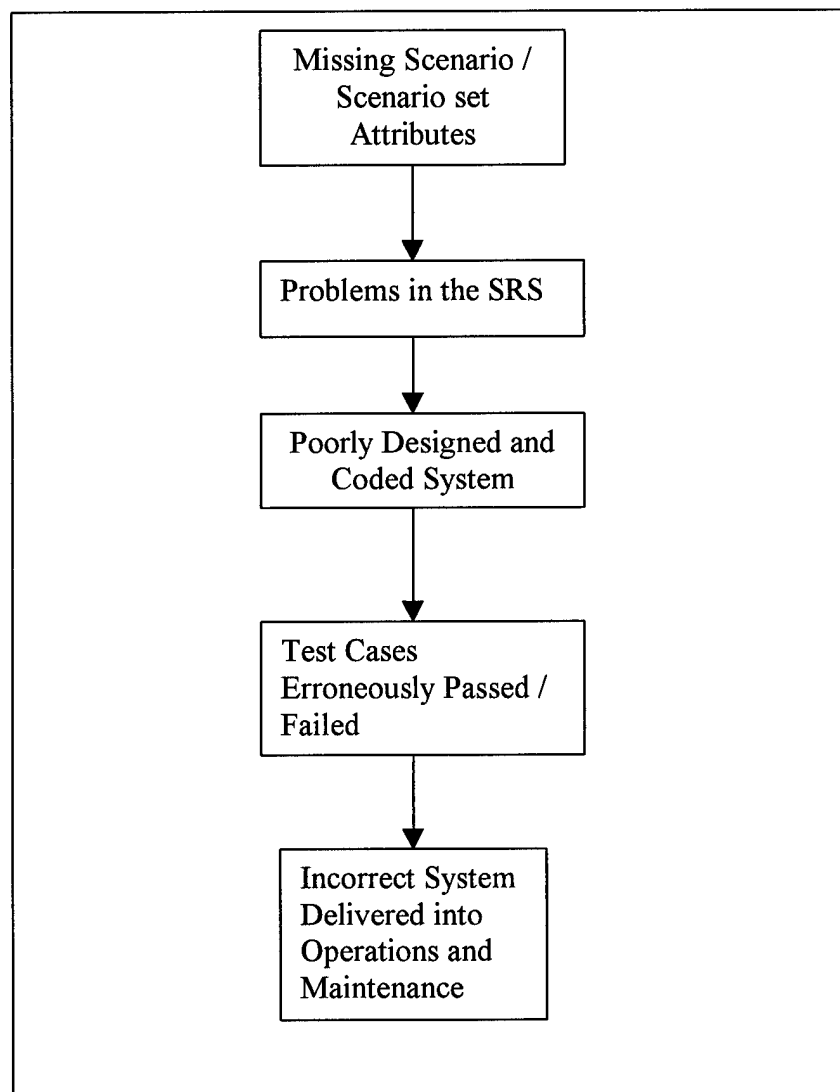 Missing Scenario /
Scenario set
Attributes
Problems in the SRS
Poorly Designed and
Coded System
Test Cases
Erroneously Passed /
Failed
Incorrect System
Delivered into
Operations and
Maintenance